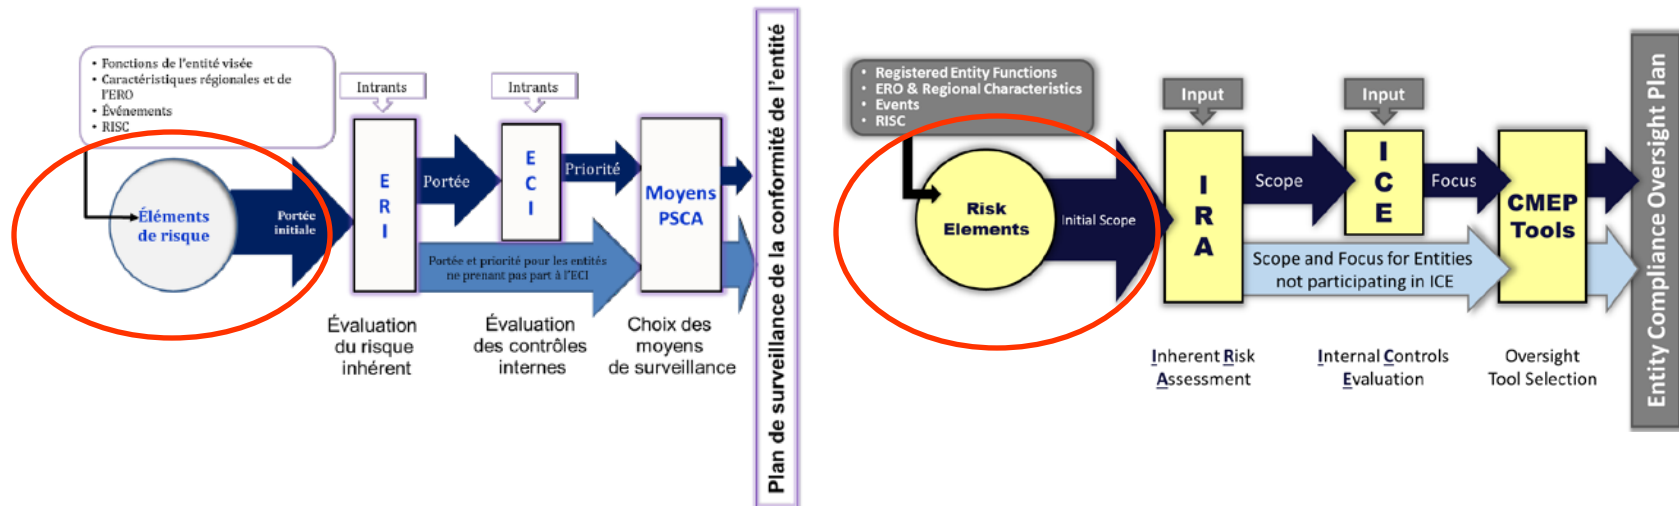 • Fonctions de l'entité visée
• Caractéristiques régionales et de
l'ERO
• Événements
• RISC
Intrants
Intrants
Éléments
de risque
Portée
initiale
E
R
I
Portée
E
C
I
Priorité
Moyens
PSCA
Portée et priorité pour les entités
ne prenant pas part à l'ECI
Évaluation
du risque
inhérent
Évaluation
des contrôles
internes
Choix des
moyens
de surveillance
Plan de surveillance de la conformité de l'entité
• Registered Entity Functions
• ERO & Regional Characteristics
• Events
• RISC
Input
Input
Risk
Elements
Initial Scope
I
R
A
Scope
I
C
E
Focus
CMEP
Tools
Scope and Focus for Entities
not participating in ICE
Inherent Risk
Assessment
Internal Controls
Evaluation
Oversight
Tool Selection
Entity Compliance Oversight Plan